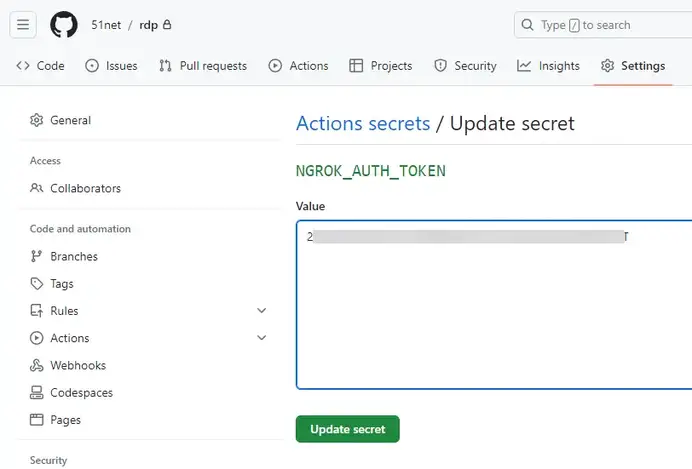 51net / rdp
Type / to search
Code
Issues
Pull requests
Actions
Projects
Security
Insights
Settings
General
Access
Collaborators
Code and automation
Branches
Tags
Rules
Actions
Webhooks
Codespaces
Pages
Security
Actions secrets / Update secret
NGROK_AUTH_TOKEN
Value
2 T
Update secret